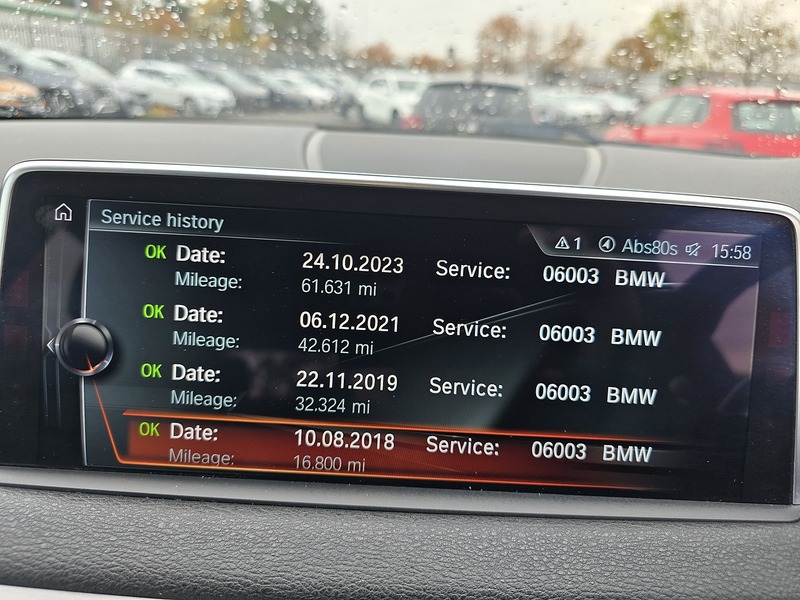 Service history
1 Abs80s 15:58
OK Date: 24.10.2023 Service: 06003 BMW
Mileage: 61.631 mi
OK Date: 06.12.2021 Service: 06003 BMW
Mileage: 42.612 mi
OK Date: 22.11.2019 Service: 06003 BMW
Mileage: 32.324 mi
OK Date: 10.08.2018 Service: 06003 BMW
Mileage: 16.800 mi